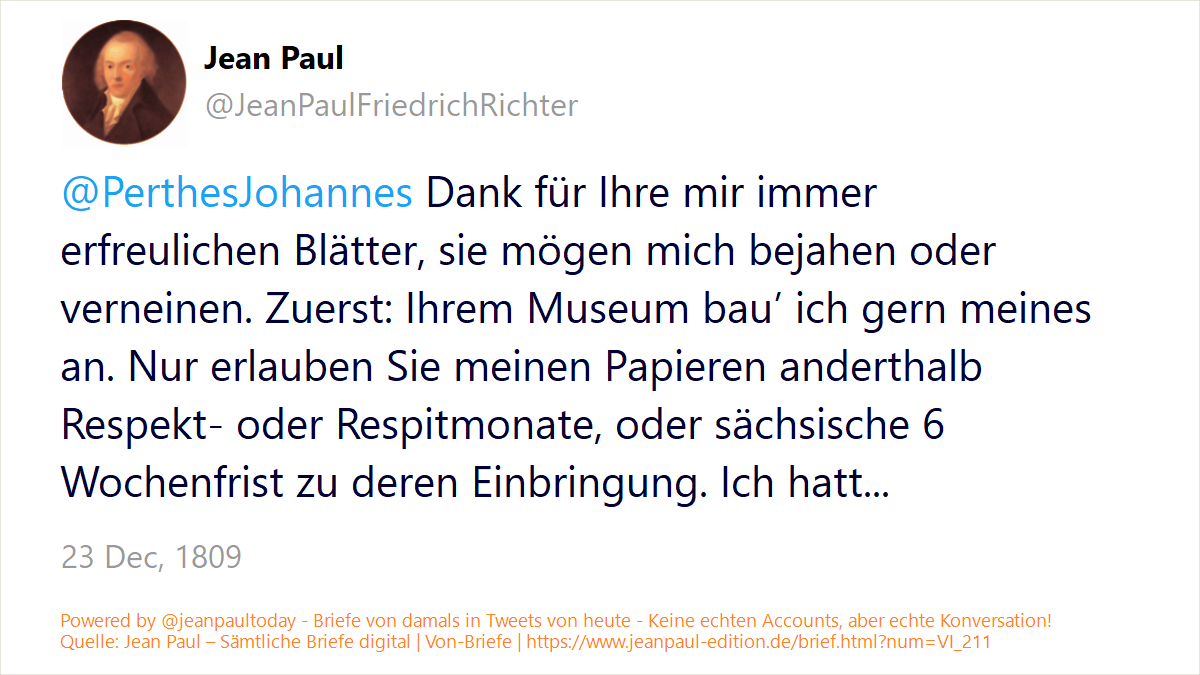 Jean Paul
@JeanPaulFriedrichRichter
@PerthesJohannes Dank für Ihre mir immer
erfreulichen Blätter, sie mögen mich bejahen oder
verneinen. Zuerst: Ihrem Museum bau’ ich gern meines
an. Nur erlauben Sie meinen Papieren anderthalb
Respekt- oder Respitmonate, oder sächsische 6
Wochenfrist zu deren Einbringung. Ich hatt...
23 Dec, 1809
Powered by @jeanpaultoday - Briefe von damals in Tweets von heute - Keine echten Accounts, aber echte Konversation!
Quelle: Jean Paul – Sämtliche Briefe digital | Von-Briefe | https://www.jeanpaul-edition.de/brief.html?num=VI_211